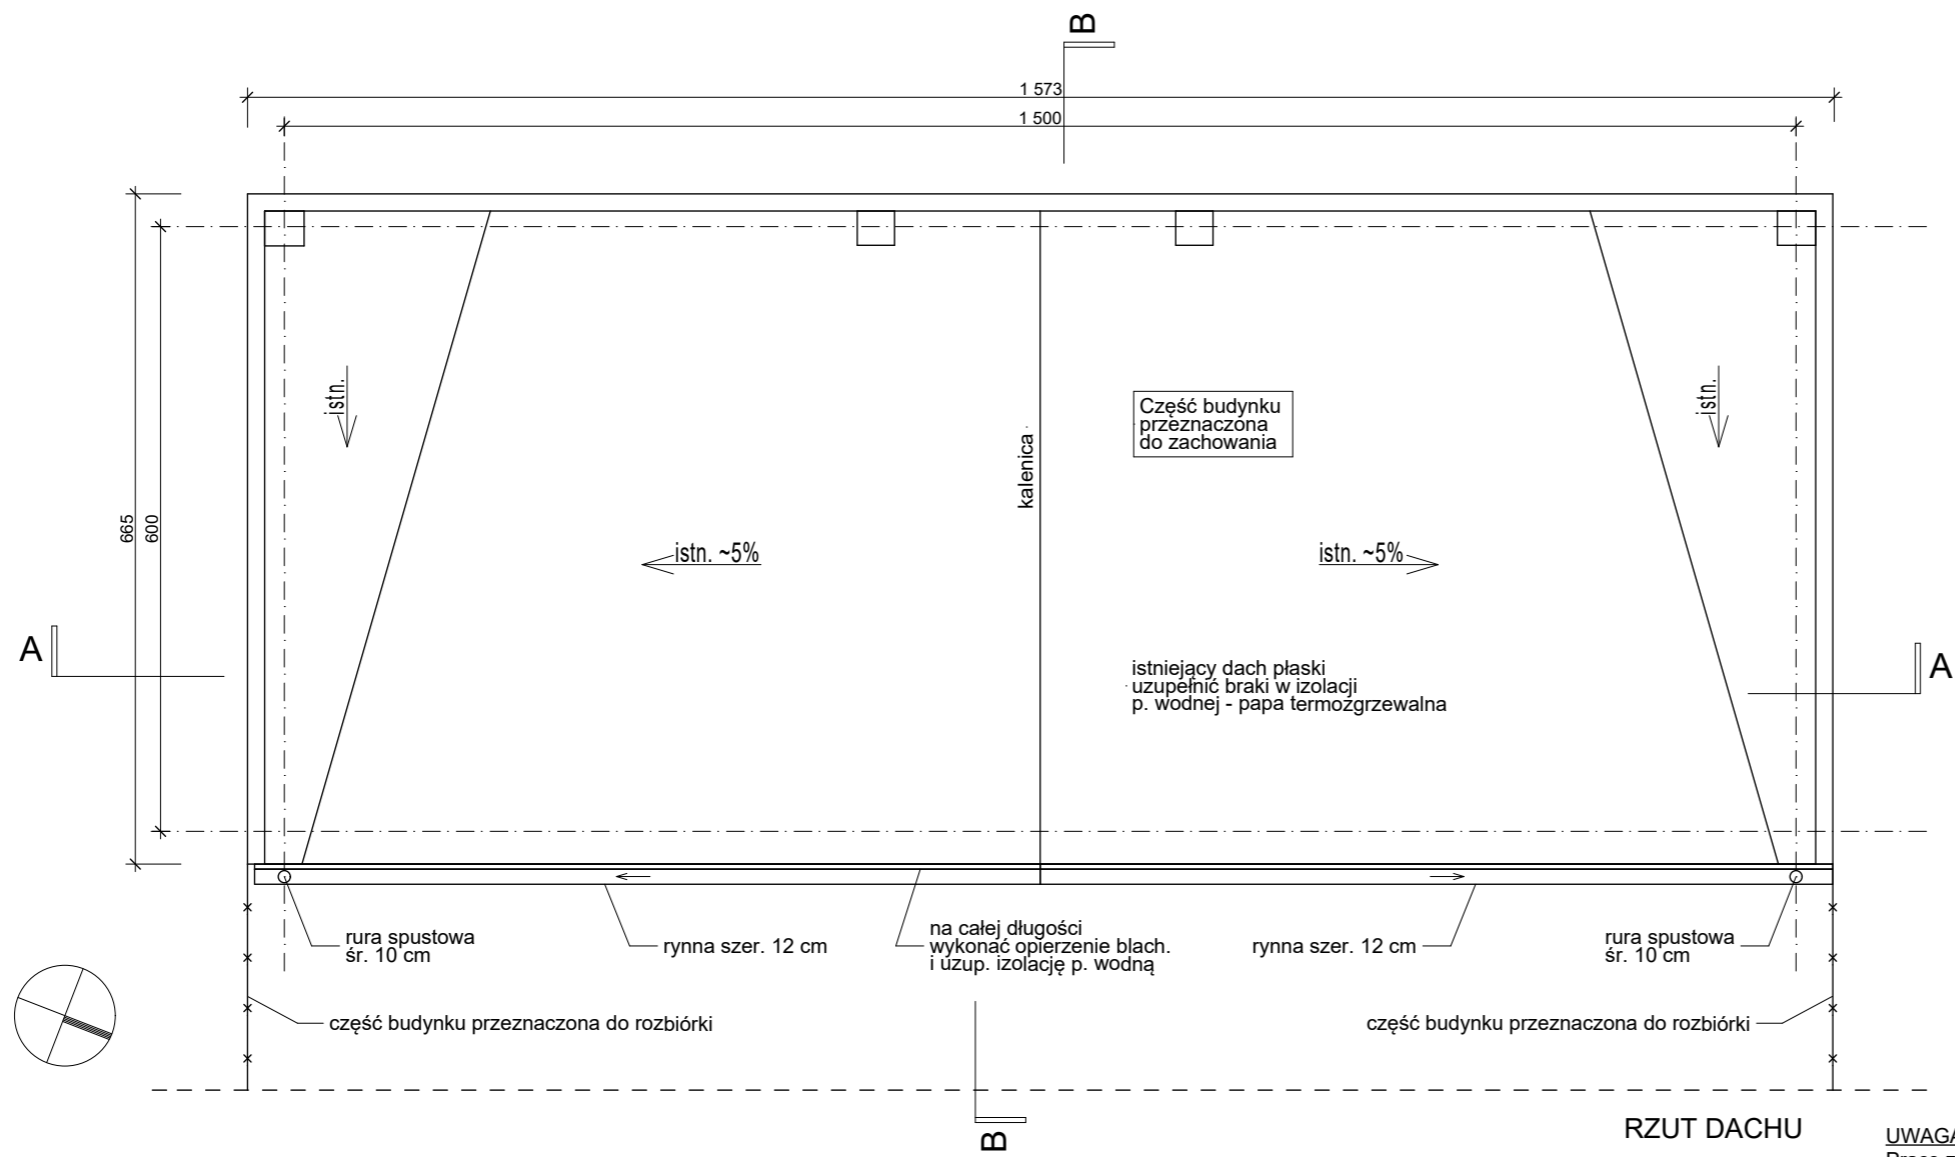 B
1 573
1 500
665
600
istn.
istn.
Część budynku
przeznaczona
do zachowania
kalenica
istn. ~5%
istn. ~5%
A
A
istniejący dach płaski
uzupełnić braki w izolacji
p. wodnej - papa termozgrzewalna
rura spustowa
śr. 10 cm
rynna szer. 12 cm
na całej długości
wykonać opierzenie blach.
i uzup. izolację p. wodną
rynna szer. 12 cm
rura spustowa
śr. 10 cm
część budynku przeznaczona do rozbiórki
część budynku przeznaczona do rozbiórki
B
RZUT DACHU
UWAGA